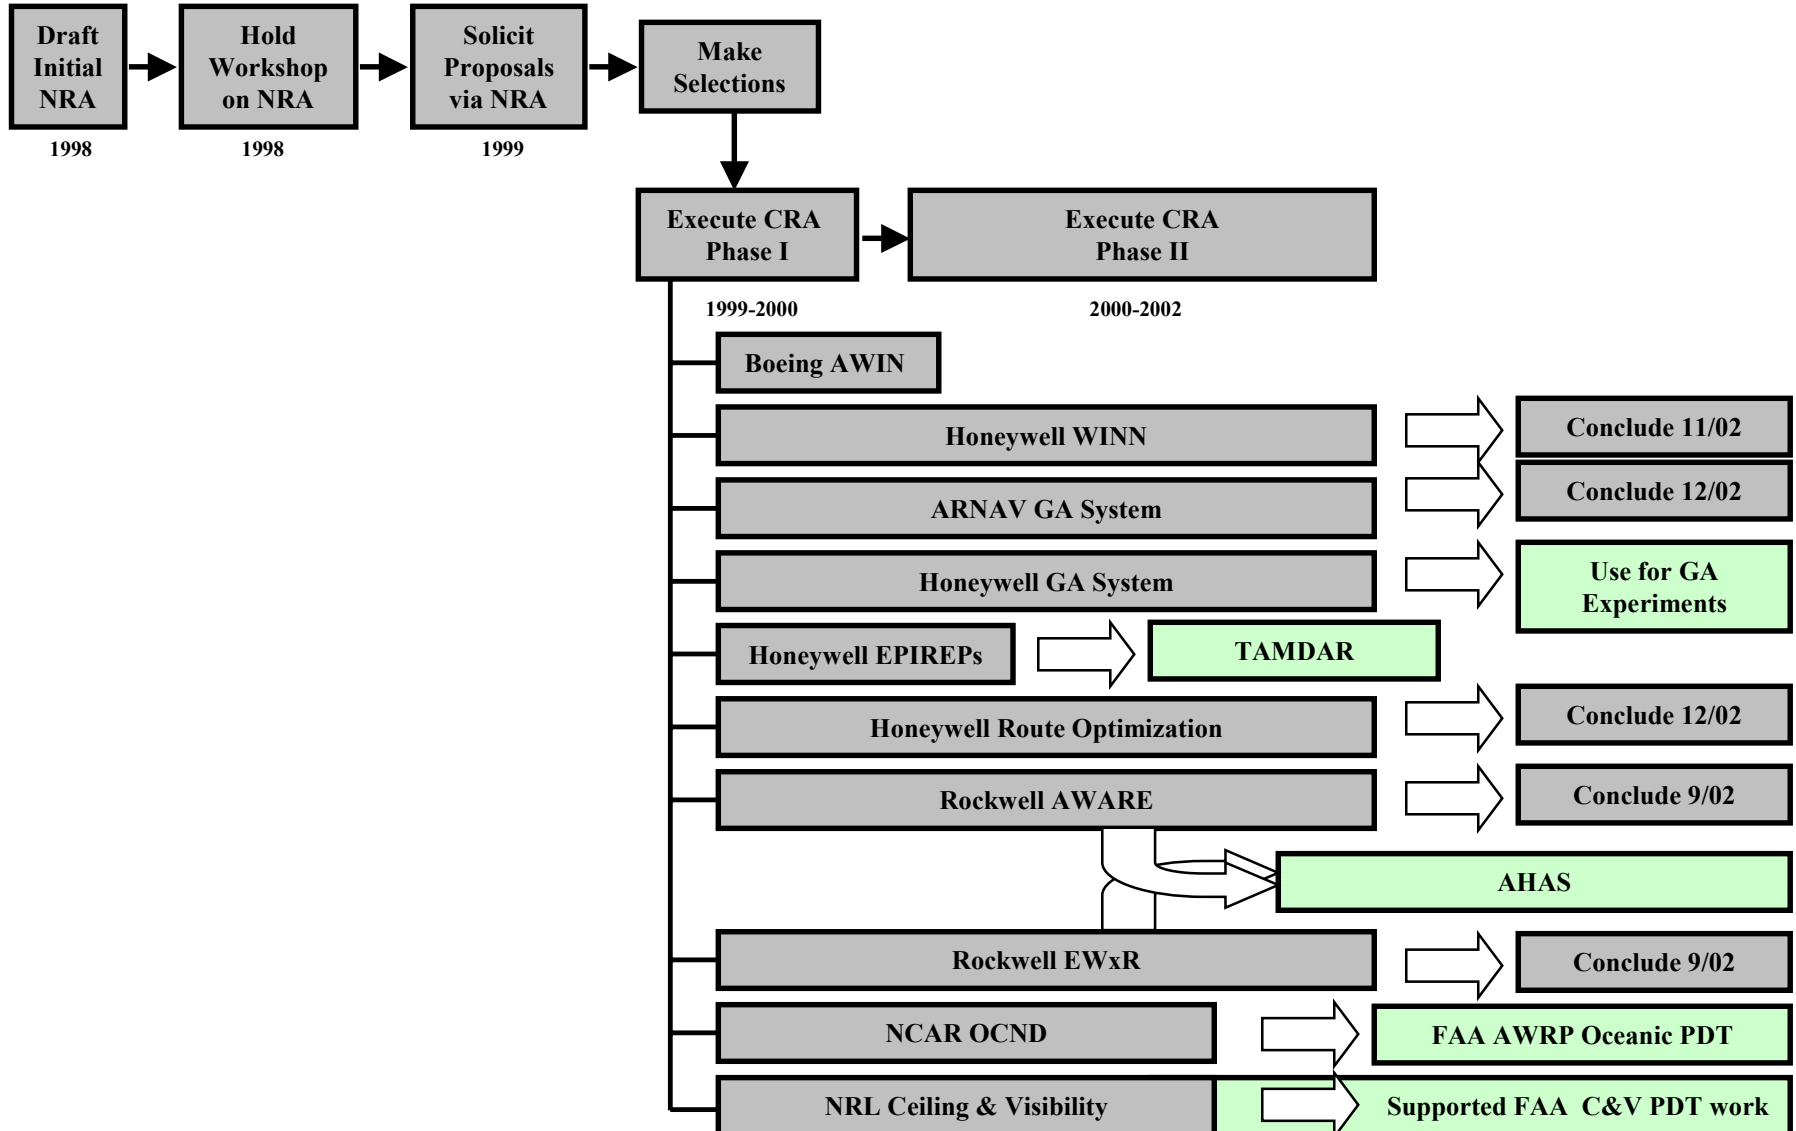 Draft
Initial
NRA
Hold
Workshop
on NRA
Solicit
Proposals
via NRA
Make
Selections
1998
1998
1999
Execute CRA
Phase I
Execute CRA
Phase II
1999-2000
2000-2002
Boeing AWIN
Honeywell WINN
Conclude 11/02
ARNAV GA System
Conclude 12/02
Honeywell GA System
Use for GA
Experiments
Honeywell EPIREPs
TAMDAR
Honeywell Route Optimization
Conclude 12/02
Rockwell AWARE
Conclude 9/02
AHAS
Rockwell EWxR
Conclude 9/02
NCAR OCND
FAA AWRP Oceanic PDT
NRL Ceiling & Visibility
Supported FAA C&V PDT work